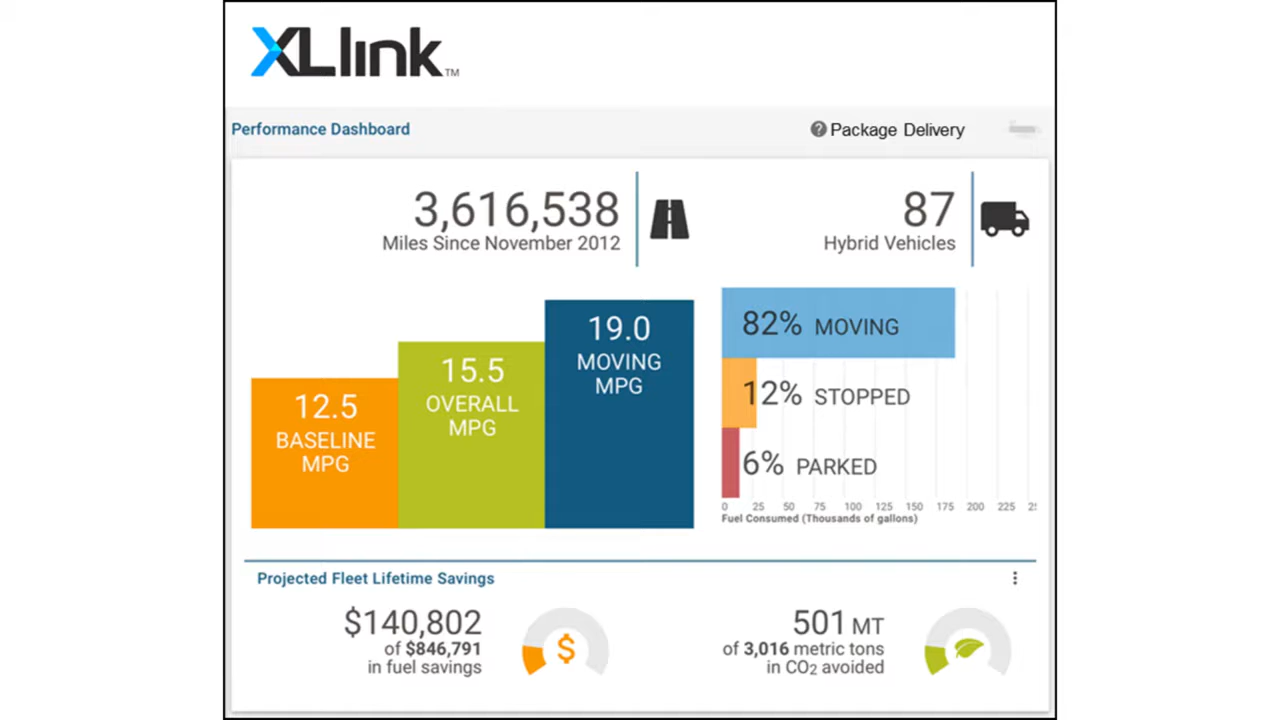 XLlink™
Performance Dashboard
Package Delivery
3,616,538
Miles Since November 2012
87
Hybrid Vehicles
12.5
BASELINE
MPG
15.5
OVERALL
MPG
19.0
MOVING
MPG
82% MOVING
12% STOPPED
6% PARKED
0 25 50 75 100 125 150 175 200 225
Fuel Consumed (Thousands of gallons)
Projected Fleet Lifetime Savings
$140,802
of $846,791
in fuel savings
$
501 MT
of 3,016 metric tons
in CO2 avoided